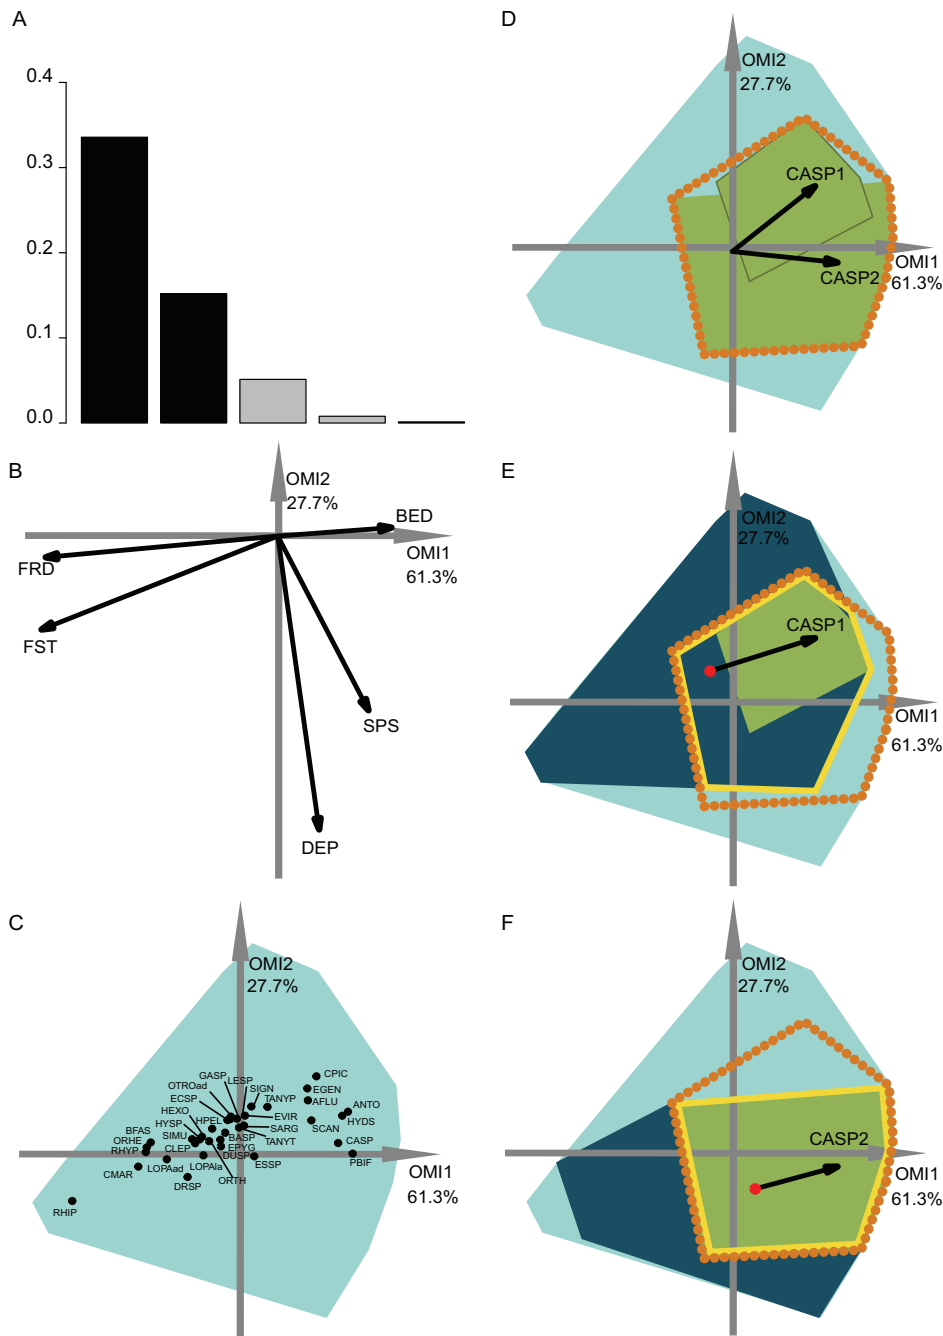 A
0.4
0.3
0.2
0.1
0.0
B
OMI2
27.7%
BED
OMI1
61.3%
FRD
FST
SPS
DEP
C
OMI2
27.7%
GASP
LESP
SIGN
CPIC
OTROad
TANYP
EGEN
ECSP
AFLU
HEXO
HPEL
EVIR
ANTO
HYSP
SARG
HYDS
BFAS
SIMU
BASP
SCAN
ORHE
EPYG
TANYT
CASP
RHYP
CLEP
DUSP
CMAR
LOPAad
LOPAla
ESSP
PBIF
DRSP
ORTH
OMI1
61.3%
RHIP
D
OMI2
27.7%
CASP1
CASP2
OMI1
61.3%
E
OMI2
27.7%
CASP1
OMI1
61.3%
F
OMI2
27.7%
CASP2
OMI1
61.3%